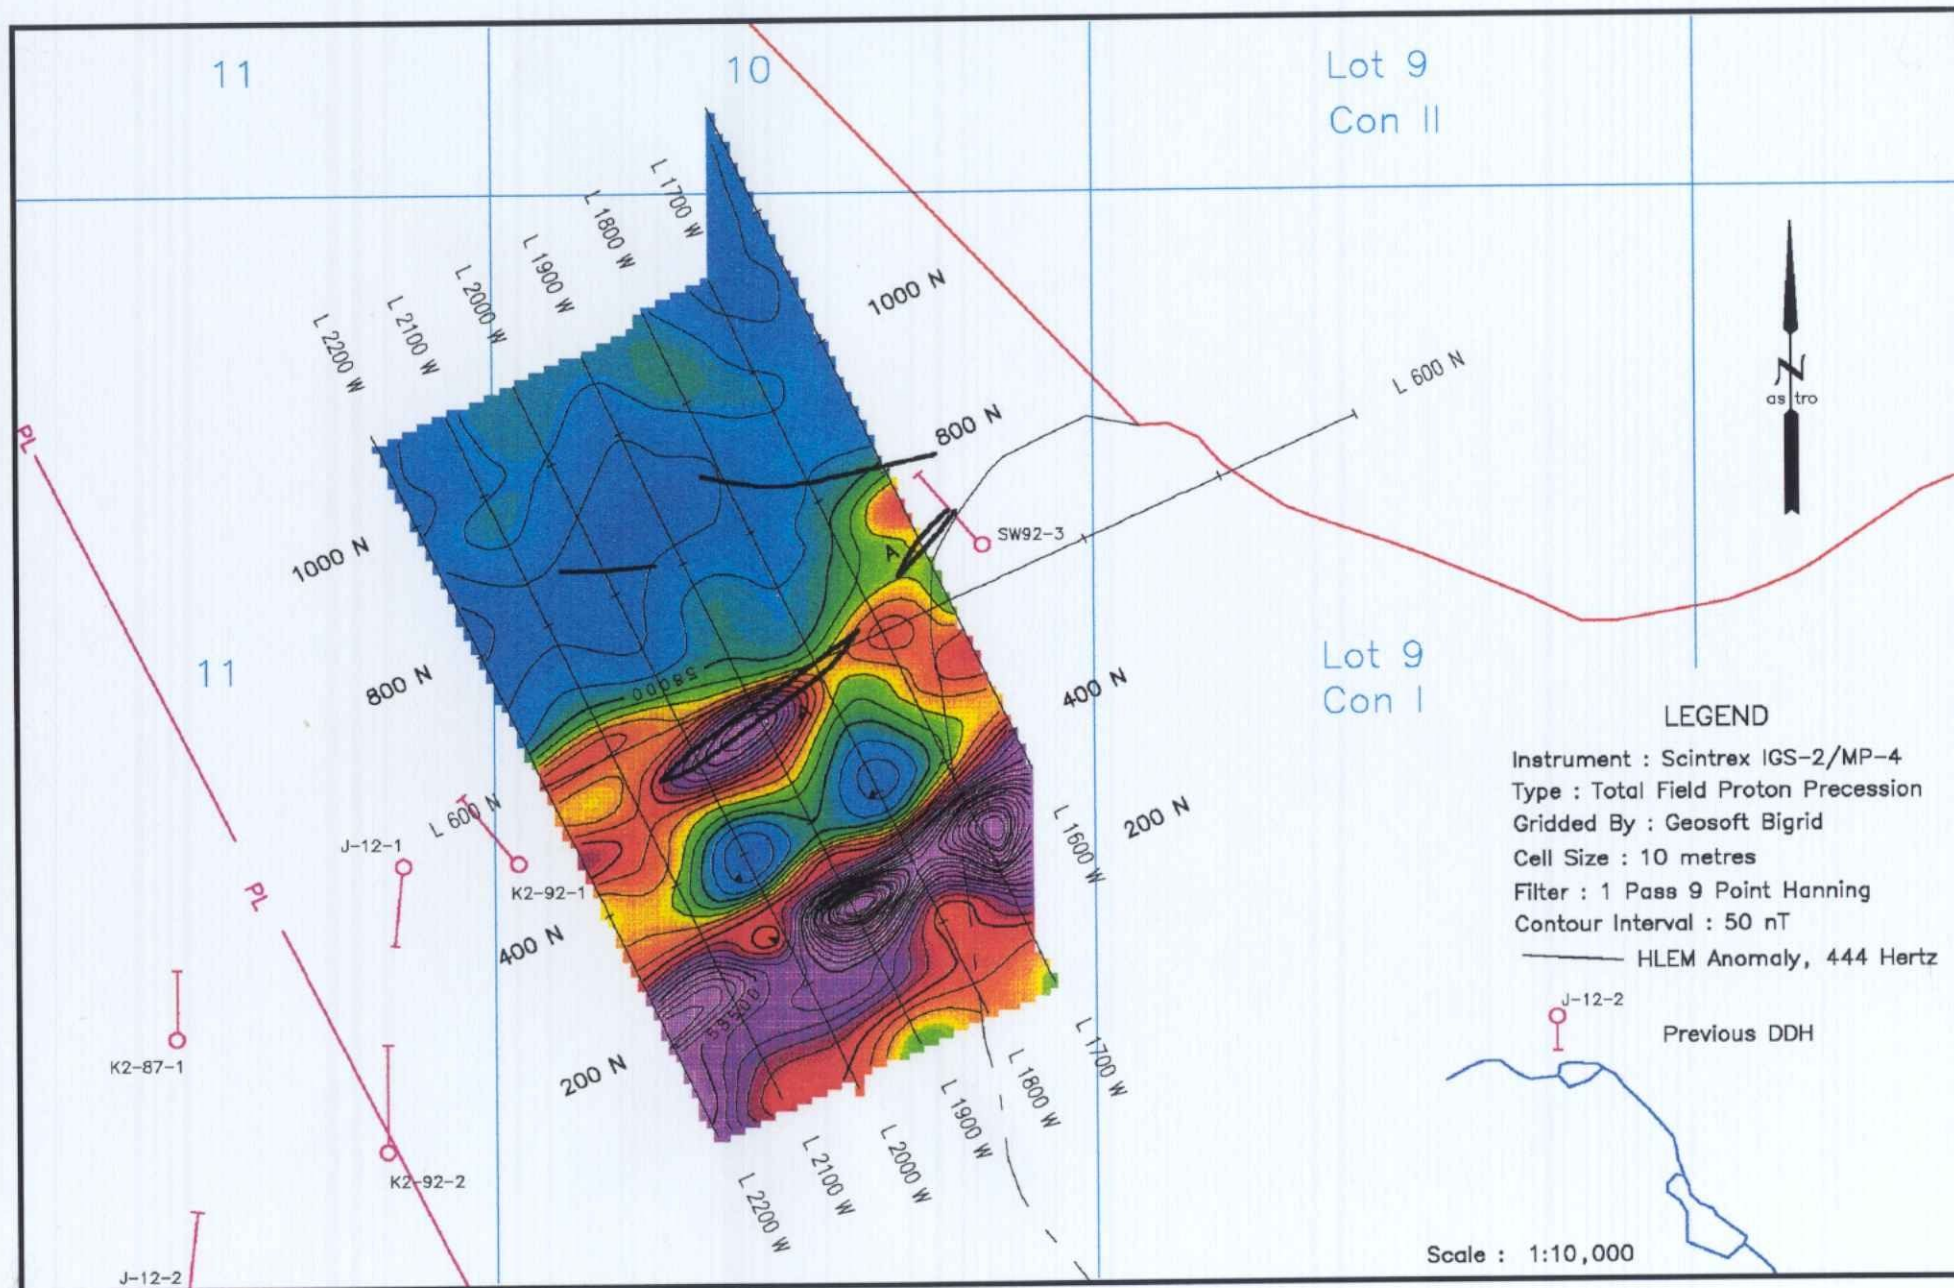 11
10
Lot 9
Con II
L 1700 W
L 1800 W
L 1900 W
L 2000 W
L 2100 W
L 2200 W
1000 N
800 N
L 600 N
N
as tro
PL
SW92-3
A
1000 N
800 N
58000
11
Lot 9
Con I
400 N
LEGEND
Instrument : Scintrex IGS-2/MP-4
Type : Total Field Proton Precession
Gridded By : Geosoft Bigrid
Cell Size : 10 metres
Filter : 1 Pass 9 Point Hanning
Contour Interval : 50 nT
HLEM Anomaly, 444 Hertz
J-12-2
Previous DDH
200 N
L 1600 W
L 600 N
J-12-1
K2-92-1
PL
400 N
59500
K2-87-1
200 N
L 1700 W
L 1800 W
L 1900 W
L 2000 W
L 2100 W
L 2200 W
K2-92-2
J-12-2
Scale : 1:10,000